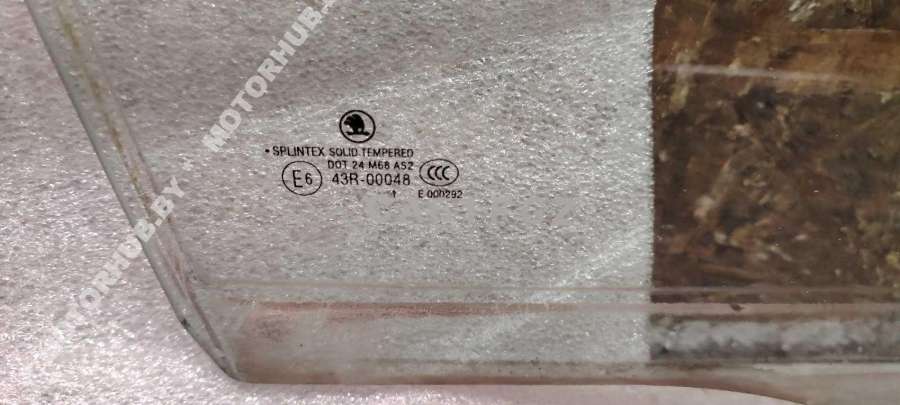 MOTORHUB.BY
MOTORHUB.BY
• SPLINTEX SOLID TEMPERED
DOT 24 M68 AS2
E6 43R-00048 CCC
E 000292